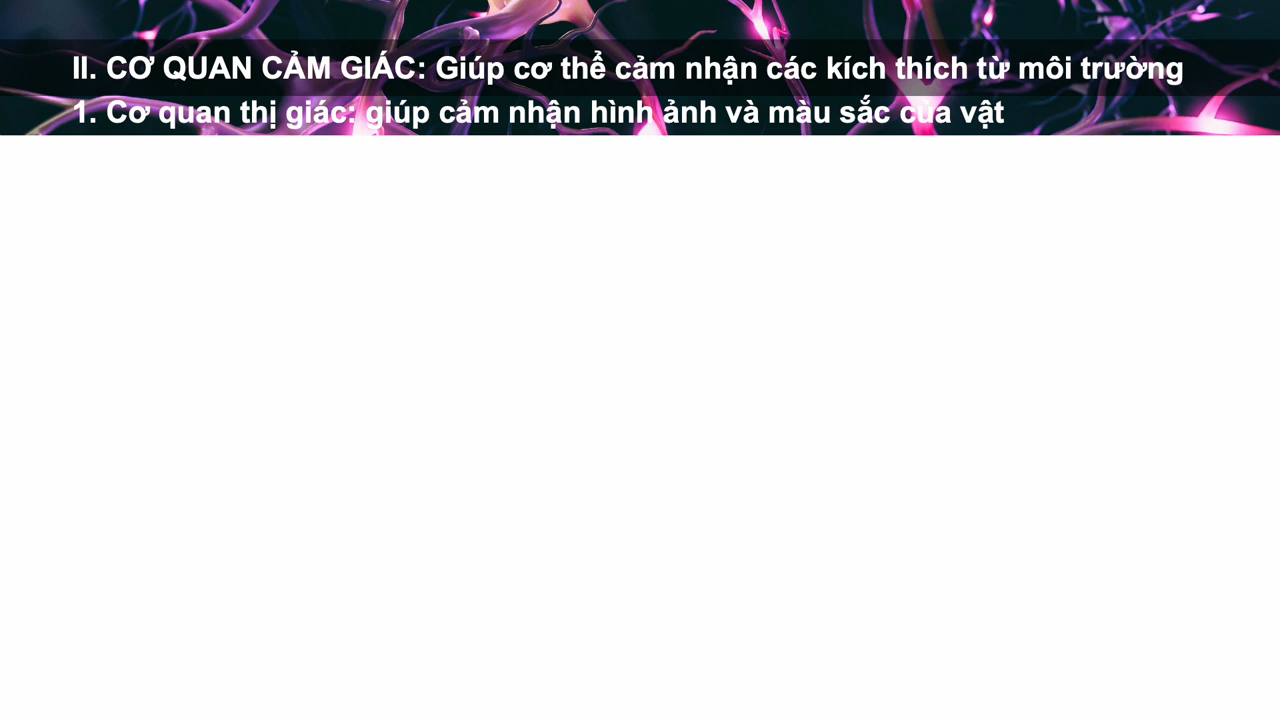 II. CƠ QUAN CẢM GIÁC: Giúp cơ thể cảm nhận các kích thích từ môi trường
1. Cơ quan thị giác: giúp cảm nhận hình ảnh và màu sắc của vật